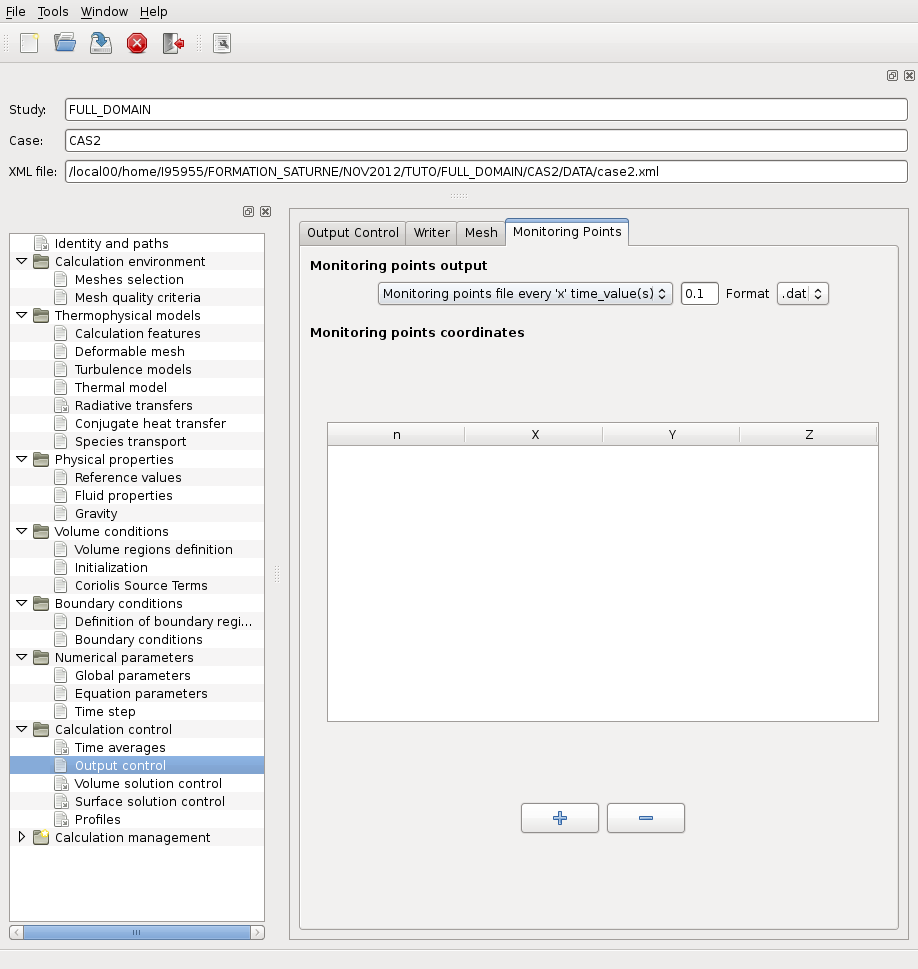 File Tools Window Help
Study: FULL_DOMAIN
Case: CAS2
XML file: /local00/home/I95955/FORMATION_SATURNE/NOV2012/TUTO/FULL_DOMAIN/CAS2/DATA/case2.xml
Identity and paths
Calculation environment
Meshes selection
Mesh quality criteria
Thermophysical models
Calculation features
Deformable mesh
Turbulence models
Thermal model
Radiative transfers
Conjugate heat transfer
Species transport
Physical properties
Reference values
Fluid properties
Gravity
Volume conditions
Volume regions definition
Initialization
Coriolis Source Terms
Boundary conditions
Definition of boundary regi...
Boundary conditions
Numerical parameters
Global parameters
Equation parameters
Time step
Calculation control
Time averages
Output control
Volume solution control
Surface solution control
Profiles
Calculation management
Output Control Writer Mesh Monitoring Points
Monitoring points output
Monitoring points file every 'x' time_value(s) 0.1 Format .dat
Monitoring points coordinates
n X Y Z